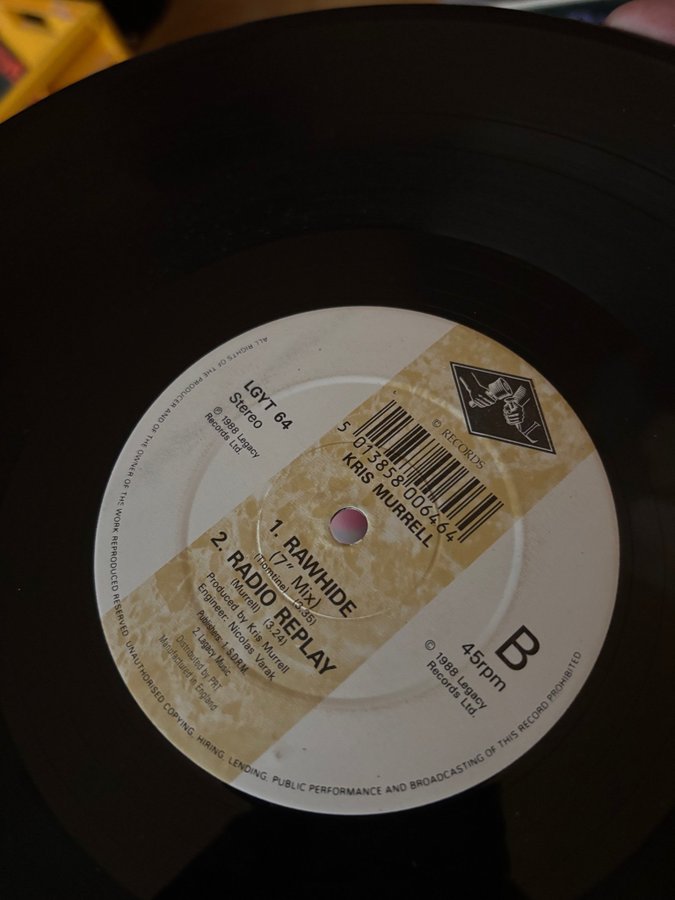 © RECORDS
LGYT 64
Stereo
℗ 1988 Legacy
Records Ltd.
5 013858 006464
KRIS MURRELL
1. RAWHIDE
(7" Mix)
(Tiomtine) (3.35)
2. RADIO REPLAY
(Murrell) (3.24)
Produced by Kris Murrell
Engineer: Nicolas Varak
Publishers: 1. S.D.R.M.
2. Lagacy Music
Distributed by PRT
Manufactured in England
B
45rpm
© 1988 Legacy
Records Ltd.
ALL RIGHTS OF THE PRODUCER AND OF THE OWNER OF THE WORK REPRODUCED RESERVED. UNAUTHORISED COPYING, HIRING, LENDING, PUBLIC PERFORMANCE AND BROADCASTING OF THIS RECORD PROHIBITED